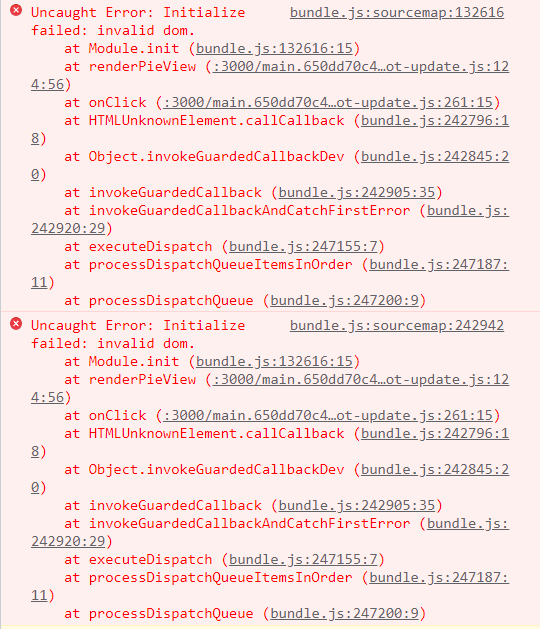 Uncaught Error: Initialize bundle.js:sourcemap:132616
failed: invalid dom.
at Module.init (bundle.js:132616:15)
at renderPieView (:3000/main.650dd70c4…ot-update.js:12
4:56)
at onClick (:3000/main.650dd70c4…ot-update.js:261:15)
at HTMLUnknownElement.callCallback (bundle.js:242796:1
8)
at Object.invokeGuardedCallbackDev (bundle.js:242845:2
0)
at invokeGuardedCallback (bundle.js:242905:35)
at invokeGuardedCallbackAndCatchFirstError (bundle.js:
242920:29)
at executeDispatch (bundle.js:247155:7)
at processDispatchQueueItemsInOrder (bundle.js:247187:
11)
at processDispatchQueue (bundle.js:247200:9)
Uncaught Error: Initialize bundle.js:sourcemap:242942
failed: invalid dom.
at Module.init (bundle.js:132616:15)
at renderPieView (:3000/main.650dd70c4…ot-update.js:12
4:56)
at onClick (:3000/main.650dd70c4…ot-update.js:261:15)
at HTMLUnknownElement.callCallback (bundle.js:242796:1
8)
at Object.invokeGuardedCallbackDev (bundle.js:242845:2
0)
at invokeGuardedCallback (bundle.js:242905:35)
at invokeGuardedCallbackAndCatchFirstError (bundle.js:
242920:29)
at executeDispatch (bundle.js:247155:7)
at processDispatchQueueItemsInOrder (bundle.js:247187:
11)
at processDispatchQueue (bundle.js:247200:9)